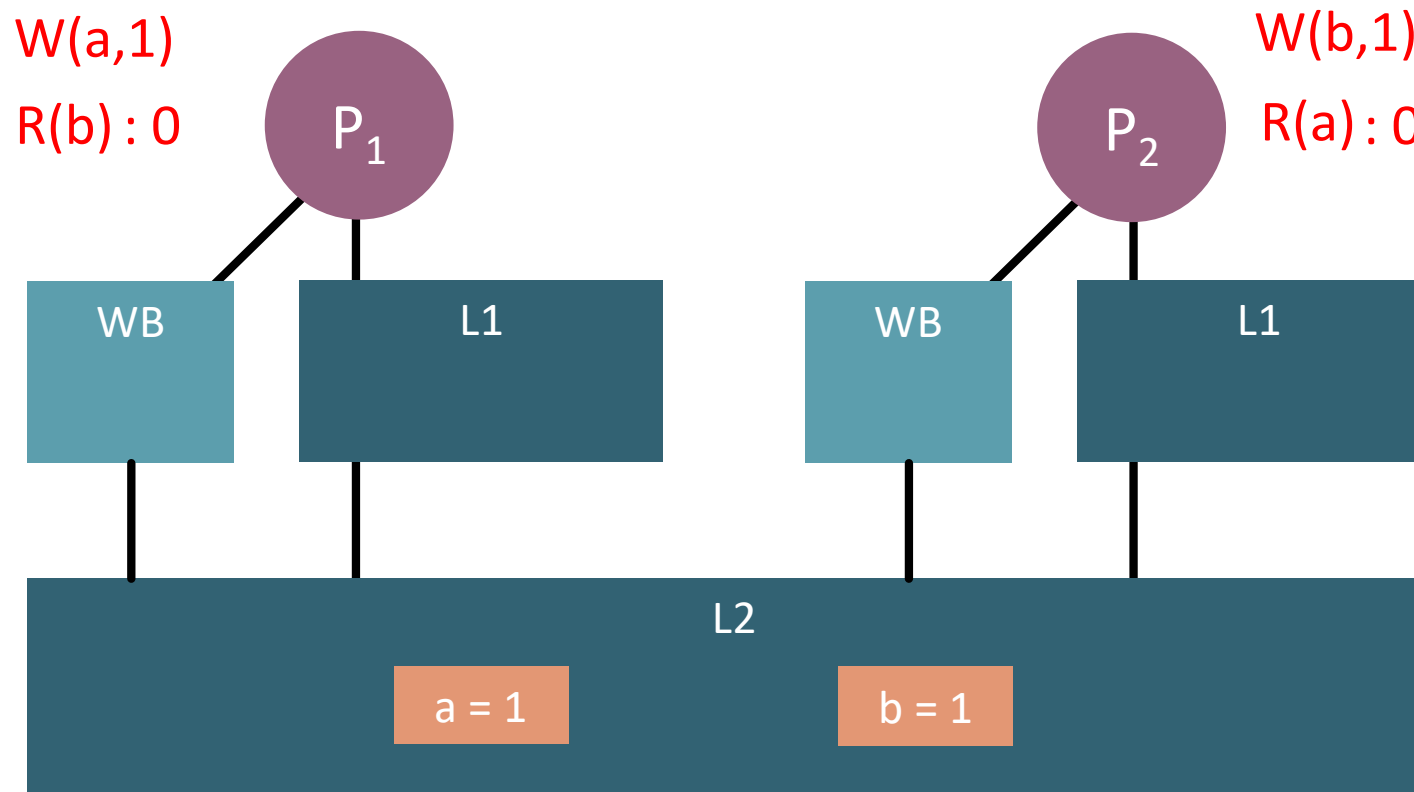 W(a,1)
R(b) : 0
P1
W(b,1)
R(a) : 0
P2
WB
L1
WB
L1
L2
a = 1
b = 1